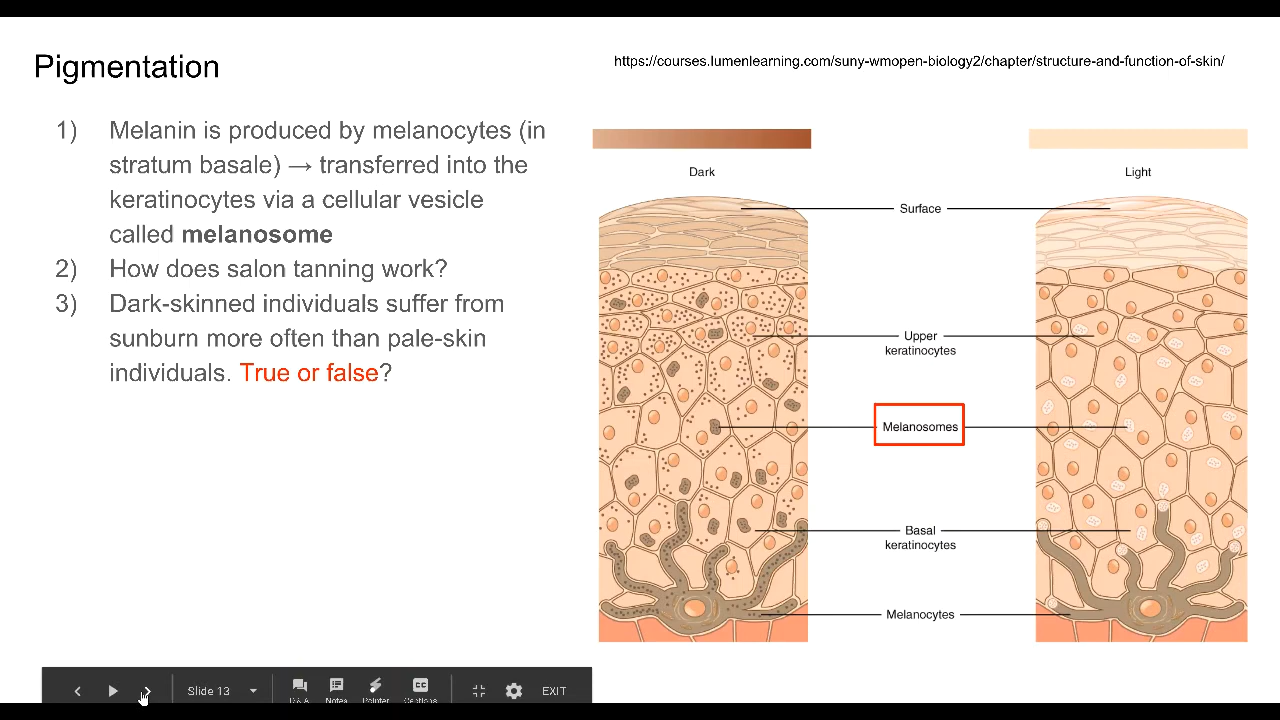 Pigmentation
https://courses.lumenlearning.com/suny-wmopen-biology2/chapter/structure-and-function-of-skin/
1) Melanin is produced by melanocytes (in
stratum basale) → transferred into the
keratinocytes via a cellular vesicle
called melanosome
2) How does salon tanning work?
3) Dark-skinned individuals suffer from
sunburn more often than pale-skin
individuals. True or false?
Dark
Light
Surface
Upper
keratinocytes
Melanosomes
Basal
keratinocytes
Melanocytes
Slide 13
Q&A
Notes
Pointer
CC
Captions
EXIT